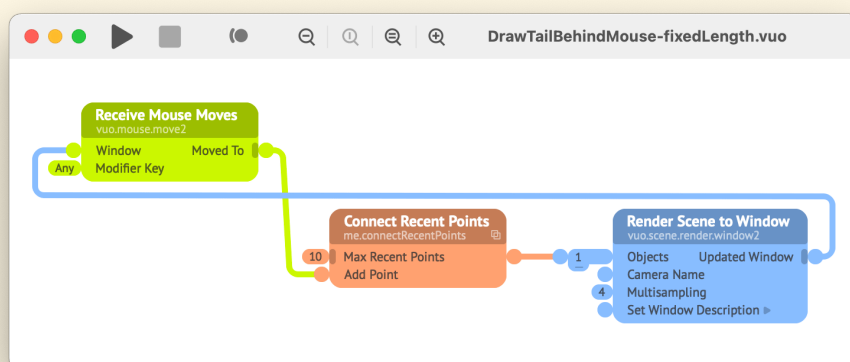 DrawTailBehindMouse-fixedLength.vuo
Receive Mouse Moves
vuo.mouse.move2
Window Moved To
Any Modifier Key
Connect Recent Points
me.connectRecentPoints
10 Max Recent Points
Add Point
Render Scene to Window
vuo.scene.render.window2
1 Objects Updated Window
Camera Name
4 Multisampling
Set Window Description